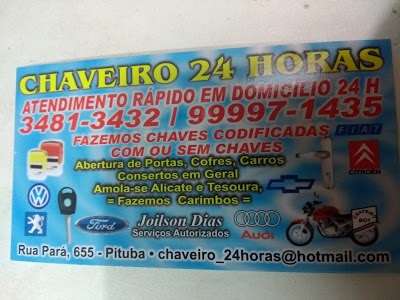 CHAVEIRO 24 HORAS
ATENDIMENTO RÁPIDO EM DOMICÍLIO 24 H
3481-3432 / 99997-1435
FAZEMOS CHAVES CODIFICADAS
COM OU SEM CHAVES
FIAT
Abertura de Portas, Cofres, Carros
Consertos em Geral
Amola-se Alicate e Tesoura,
= Fazemos Carimbos =
CITROËN
Ford
Joilson Dias
Serviços Autorizados
Audi
Rua Pará, 655 - Pituba • chaveiro_24horas@hotmail.com